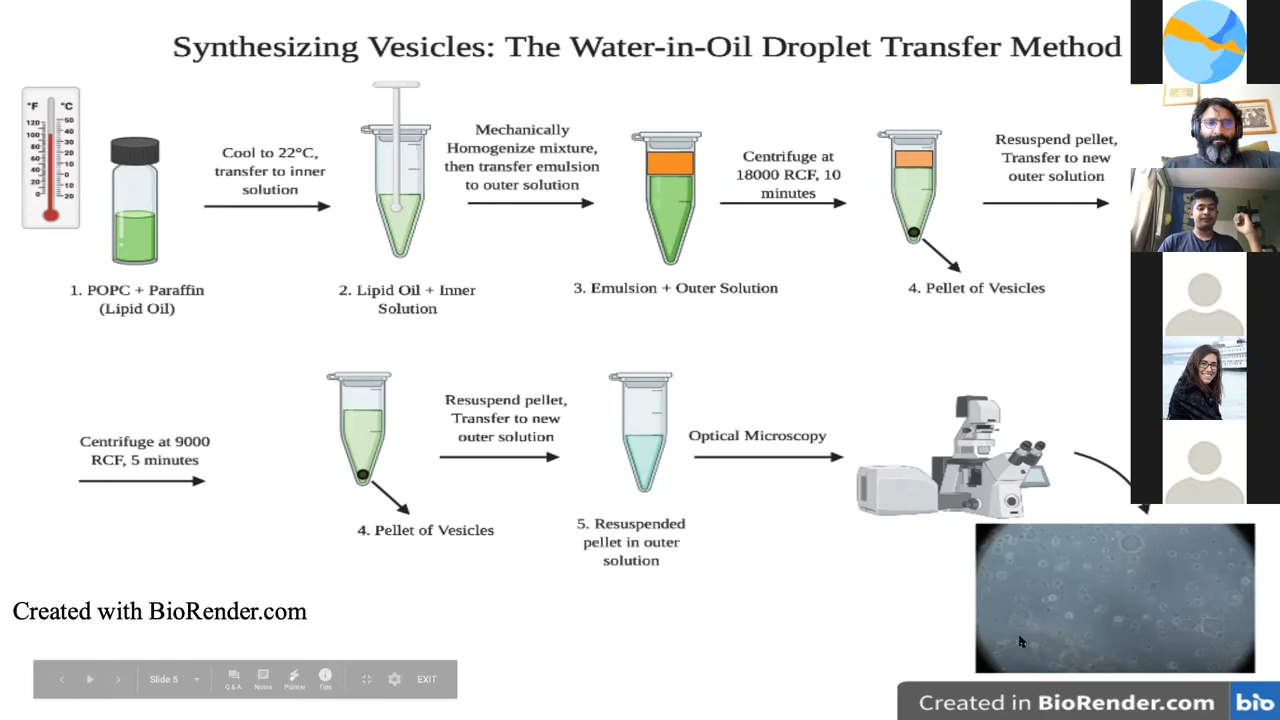 Synthesizing Vesicles: The Water-in-Oil Droplet Transfer Method
°F °C
120
100
80
60
40
20
0
50
40
30
20
10
0
10
20
Cool to 22°C,
transfer to inner
solution
Mechanically
Homogenize mixture,
then transfer emulsion
to outer solution
Centrifuge at
18000 RCF, 10
minutes
Resuspend pellet,
Transfer to new
outer solution
1. POPC + Paraffin
(Lipid Oil)
2. Lipid Oil + Inner
Solution
3. Emulsion + Outer Solution
4. Pellet of Vesicles
Centrifuge at 9000
RCF, 5 minutes
Resuspend pellet,
Transfer to new
outer solution
Optical Microscopy
4. Pellet of Vesicles
5. Resuspended
pellet in outer
solution
Created with BioRender.com
Slide 5
Q & A
Notes
Pointer
Tips
EXIT
Created in BioRender.com bio